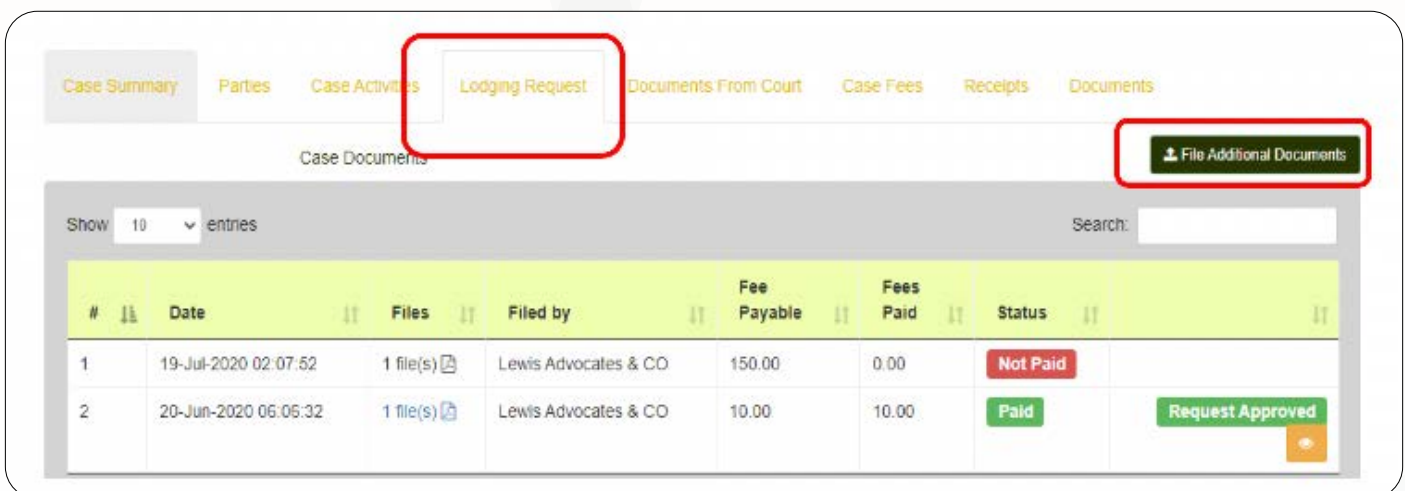 Case Summary Parties Case Activities Lodging Request Documents From Court Case Fees Receipts Documents
Case Documents File Additional Documents
Show 10 entries Search:
# Date Files Filed by Fee Payable Fees Paid Status
1 19-Jul-2020 02:07:52 1 file(s) Lewis Advocates & CO 150.00 0.00 Not Paid
2 20-Jun-2020 06:06:32 1 file(s) Lewis Advocates & CO 10.00 10.00 Paid Request Approved